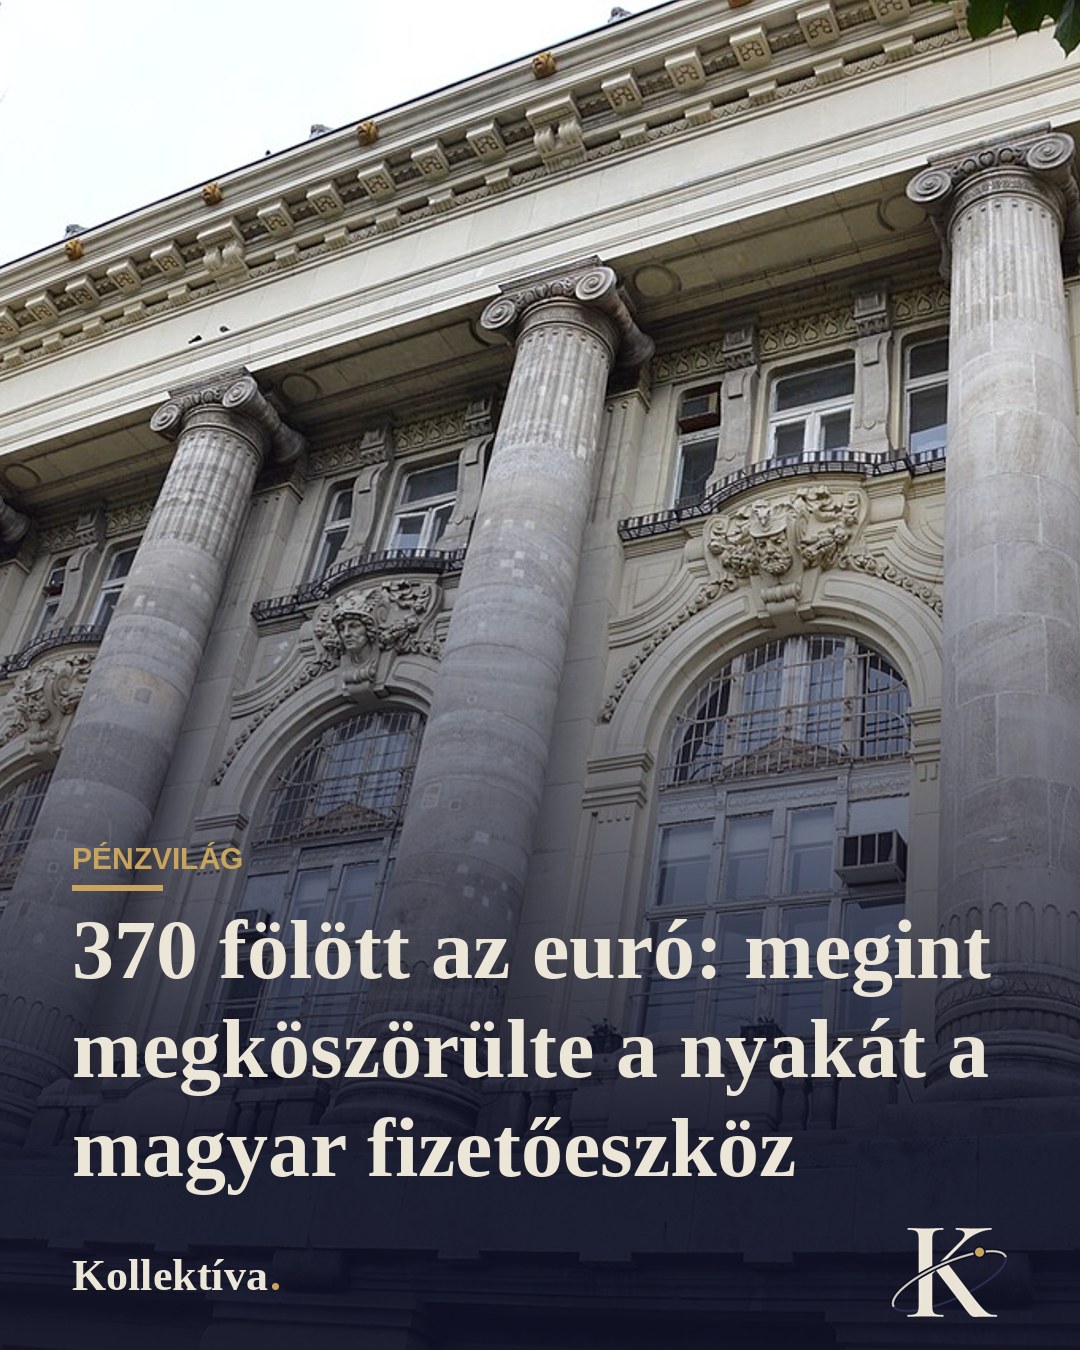 PÉNZVILÁG
370 fölött az euró: megint
megköszörülte a nyakát a
magyar fizetőeszköz
Kollektíva.
K